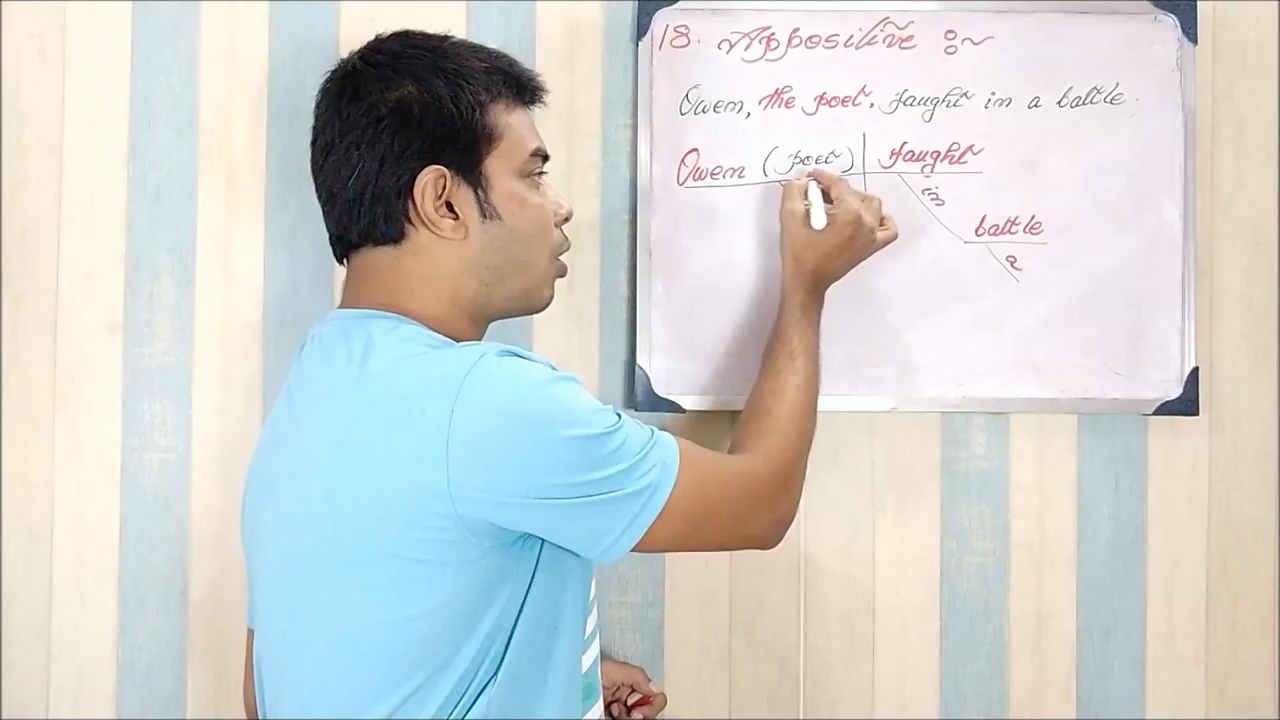 18. Appositive :~
Owen, the poet, faught in a battle.
Owen (poet) | faught
in
battle
a